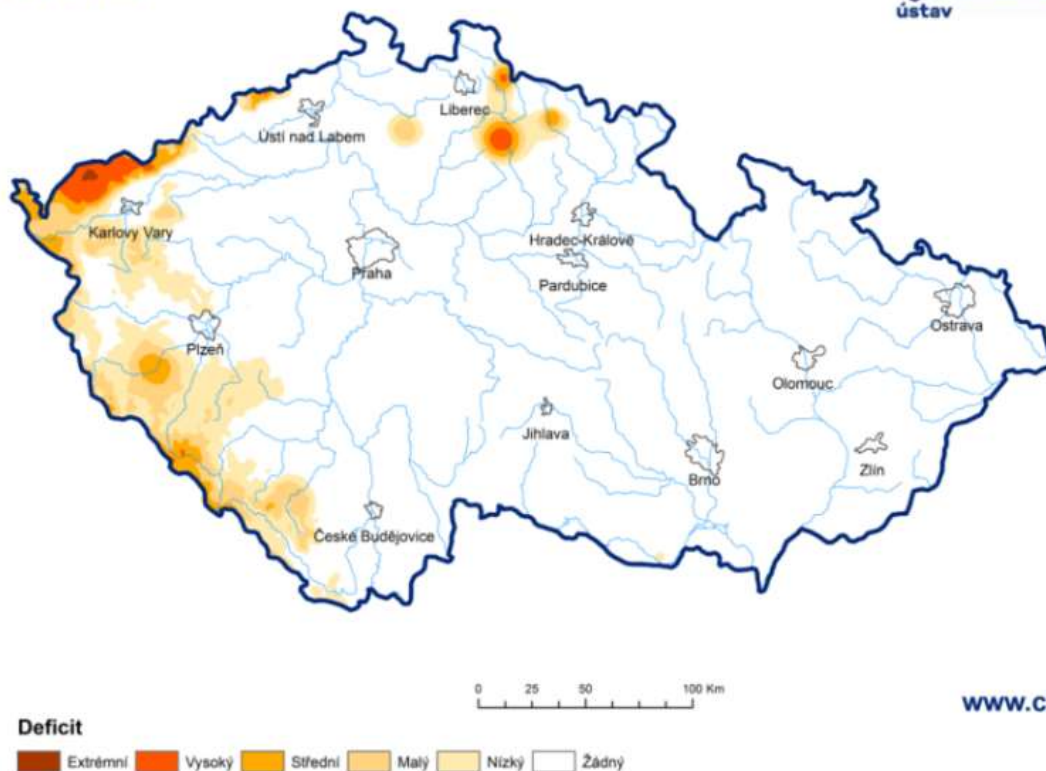 ústav
Liberec
Ústí nad Labem
Karlovy Vary
Praha
Hradec-Králové
Pardubice
Ostrava
Plzeň
Olomouc
Jihlava
Brno
Zlín
České Budějovice
0 25 50 100 Km
www.c
Deficit
Extrémní Vysoký Střední Malý Nízký Žádný